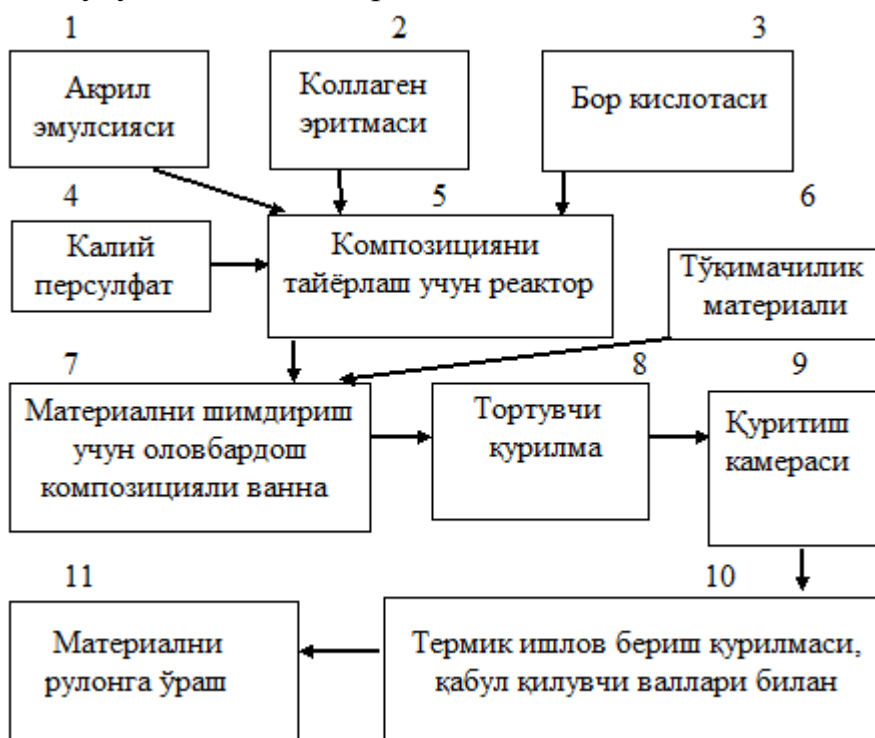 1
2
3
Акрил
эмулсияси
Коллаген
эритмаси
Бор кислотаси
4
5
6
Калий
персулфат
Композицияни
тайёрлаш учун реактор
Тўқимачилик
материали
7
8
9
Материални шимдириш
учун оловбардош
композицияли ванна
Тортувчи
қурилма
Қуритиш
камераси
11
10
Материални
рулонга ўраш
Термик ишлов бериш қурилмаси,
қабул қилувчи валлари билан